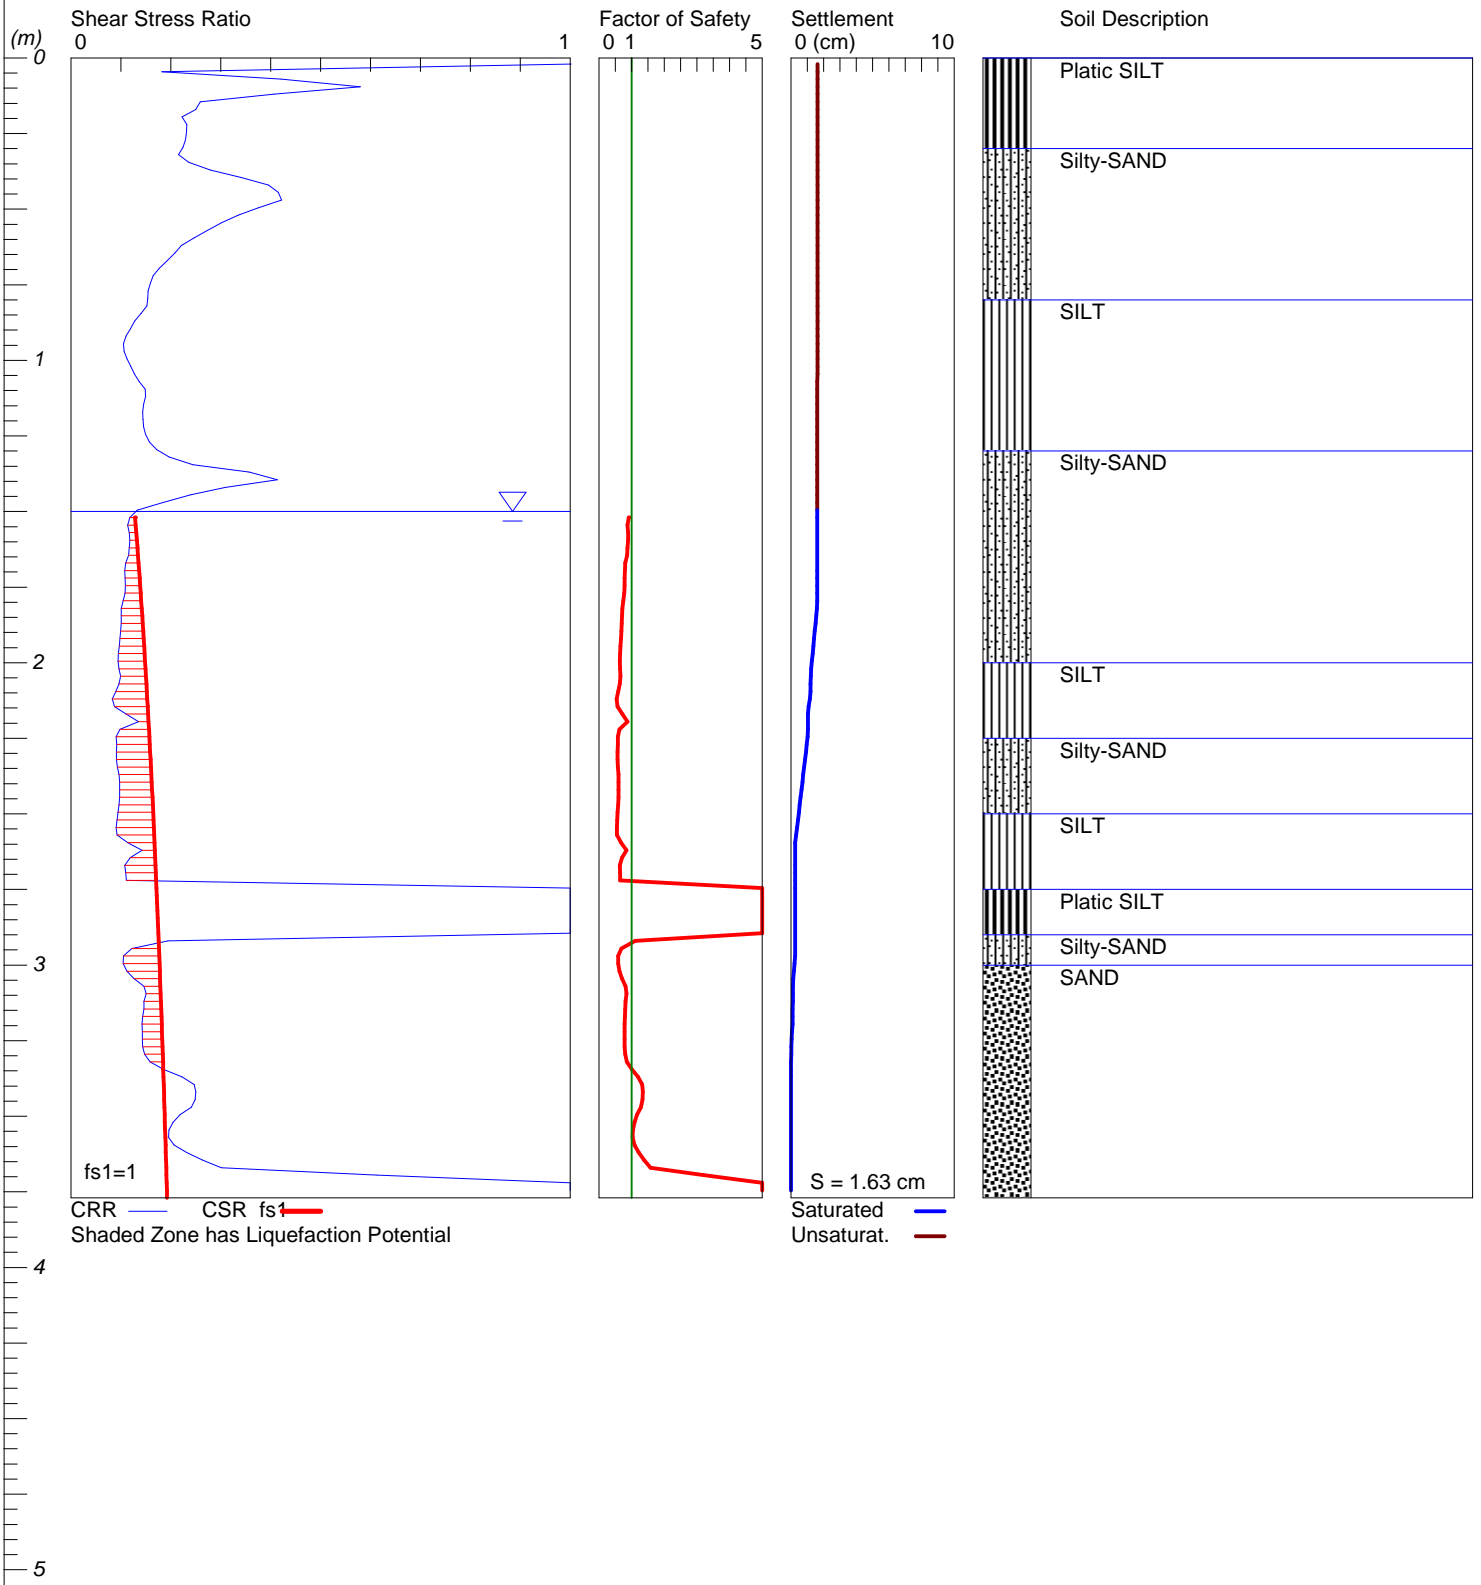 Shear Stress Ratio Factor of Safety Settlement Soil Description
(m) 0 1 0 1 5 0 (cm) 10
0
Platic SILT
Silty-SAND
SILT
1
Silty-SAND
2
SILT
Silty-SAND
SILT
Platic SILT
Silty-SAND
3
SAND
fs1=1 S = 1.63 cm
CRR CSR fs1 Saturated
Shaded Zone has Liquefaction Potential Unsaturat.
4
5